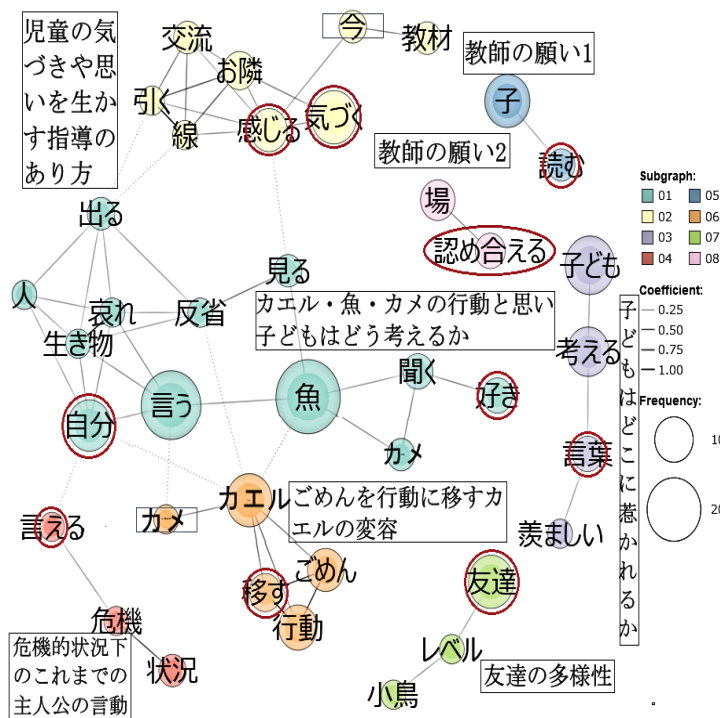 児童の気
づきや思
いを生か
す指導の
あり方
交流
今
教材
教師の願い1
お隣
引く
線
感じる
気づく
子
読む
教師の願い2
場
認め合える
子ども
Subgraph:
01
02
03
04
05
06
07
08
Coefficient:
0.25
0.50
0.75
1.00
Frequency:
10
20
出る
見る
人
哀れ
反省
生き物
カエル・魚・カメの行動と思い
子どもはどう考えるか
考える
子どもはどこに惹かれるか
言う
魚
聞く
好き
自分
カメ
言葉
カエル
カメ
ごめんを行動に移すカ
エルの変容
言える
羨ましい
ごめん
移す
行動
友達
危機
状況
危機的状況下
のこれまでの
主人公の言動
レベル
小鳥
友達の多様性